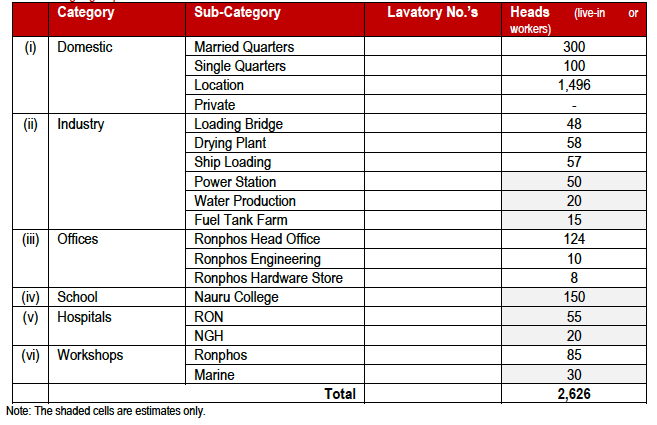 Category Sub-Category Lavatory No.'s Heads (live-in or
workers)
(i) Domestic Married Quarters 300
Single Quarters 100
Location 1,496
Private -
(ii) Industry Loading Bridge 48
Drying Plant 58
Ship Loading 57
Power Station 50
Water Production 20
Fuel Tank Farm 15
(iii) Offices Ronphos Head Office 124
Ronphos Engineering 10
Ronphos Hardware Store 8
(iv) School Nauru College 150
(v) Hospitals RON 55
NGH 20
(vi) Workshops Ronphos 85
Marine 30
Total 2,626
Note: The shaded cells are estimates only.